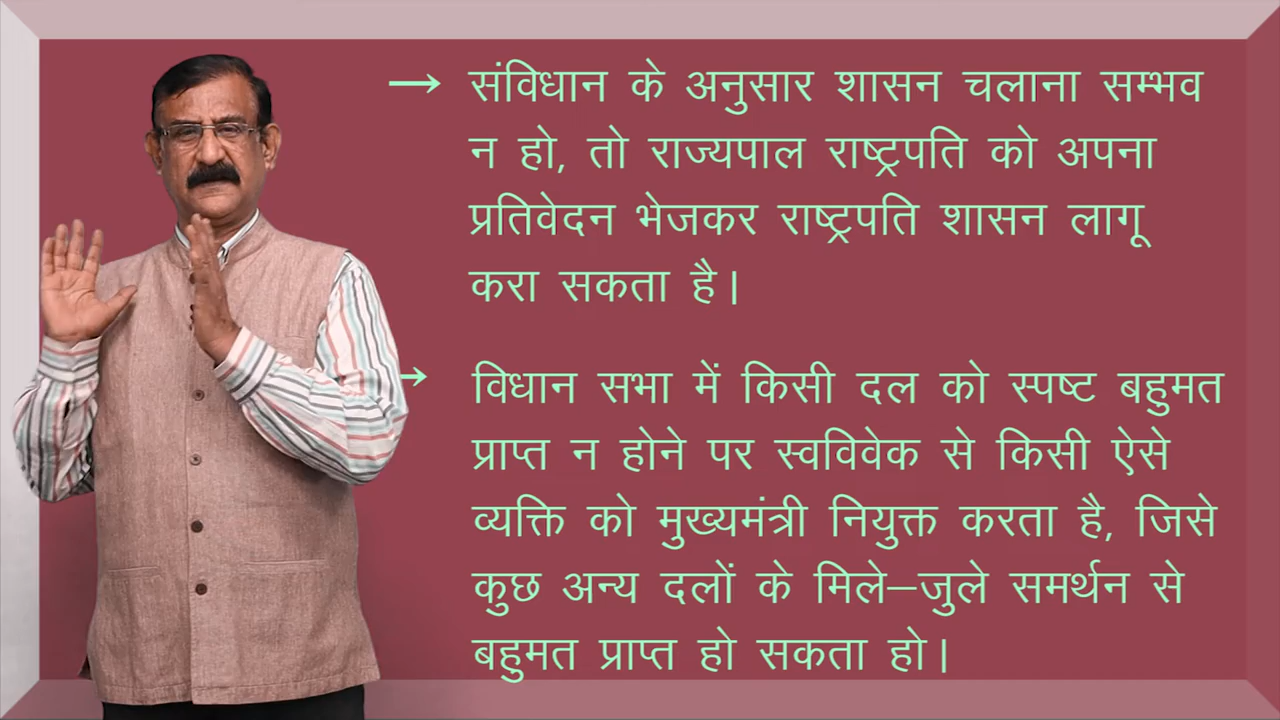 → संविधान के अनुसार शासन चलाना सम्भव
न हो, तो राज्यपाल राष्ट्रपति को अपना
प्रतिवेदन भेजकर राष्ट्रपति शासन लागू
करा सकता है।
→ विधान सभा में किसी दल को स्पष्ट बहुमत
प्राप्त न होने पर स्वविवेक से किसी ऐसे
व्यक्ति को मुख्यमंत्री नियुक्त करता है, जिसे
कुछ अन्य दलों के मिले–जुले समर्थन से
बहुमत प्राप्त हो सकता हो।